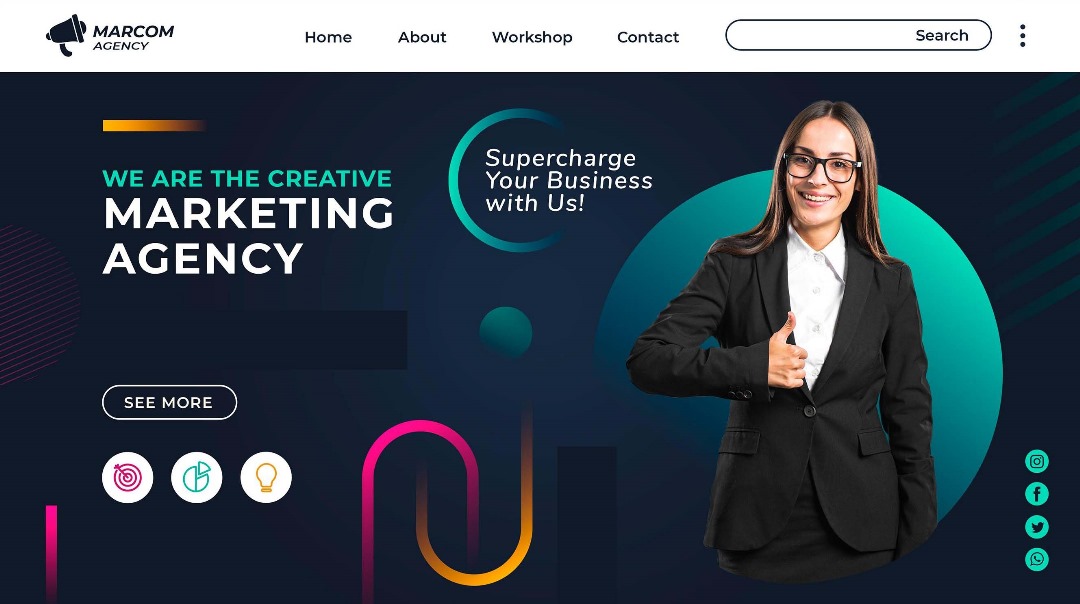 MARCOM
AGENCY
Home
About
Workshop
Contact
Search
WE ARE THE CREATIVE
MARKETING
AGENCY
Supercharge
Your Business
with Us!
SEE MORE